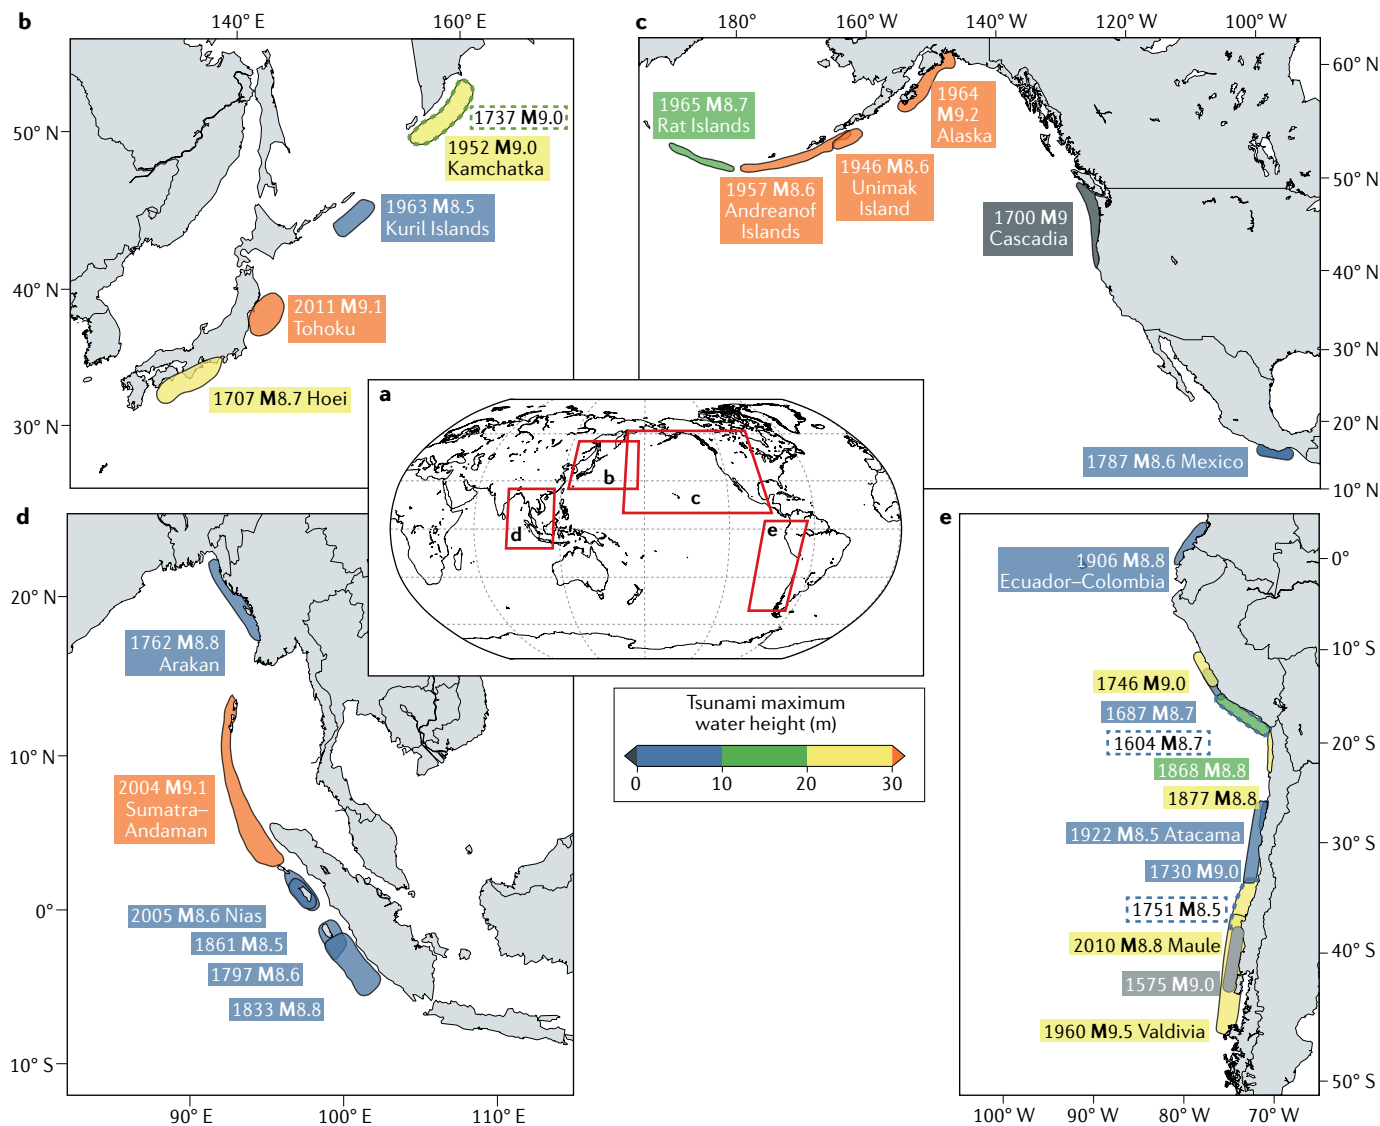 b
140° E
160° E
50° N
40° N
30° N
1737 M9.0
1952 M9.0
Kamchatka
1963 M8.5
Kuril Islands
2011 M9.1
Tohoku
1707 M8.7 Hoei
c
180°
160° W
140° W
120° W
100° W
60° N
50° N
40° N
30° N
20° N
10° N
1965 M8.7
Rat Islands
1964
M9.2
Alaska
1957 M8.6
Andreanof
Islands
1946 M8.6
Unimak
Island
1700 M9
Cascadia
1787 M8.6 Mexico
a
b
c
d
e
Tsunami maximum
water height (m)
0
10
20
30
d
20° N
10° N
0°
10° S
90° E
100° E
110° E
1762 M8.8
Arakan
2004 M9.1
Sumatra–
Andaman
2005 M8.6 Nias
1861 M8.5
1797 M8.6
1833 M8.8
e
0°
10° S
20° S
30° S
40° S
50° S
100° W
90° W
80° W
70° W
1906 M8.8
Ecuador–Colombia
1746 M9.0
1687 M8.7
1604 M8.7
1868 M8.8
1877 M8.8
1922 M8.5 Atacama
1730 M9.0
1751 M8.5
2010 M8.8 Maule
1575 M9.0
1960 M9.5 Valdivia